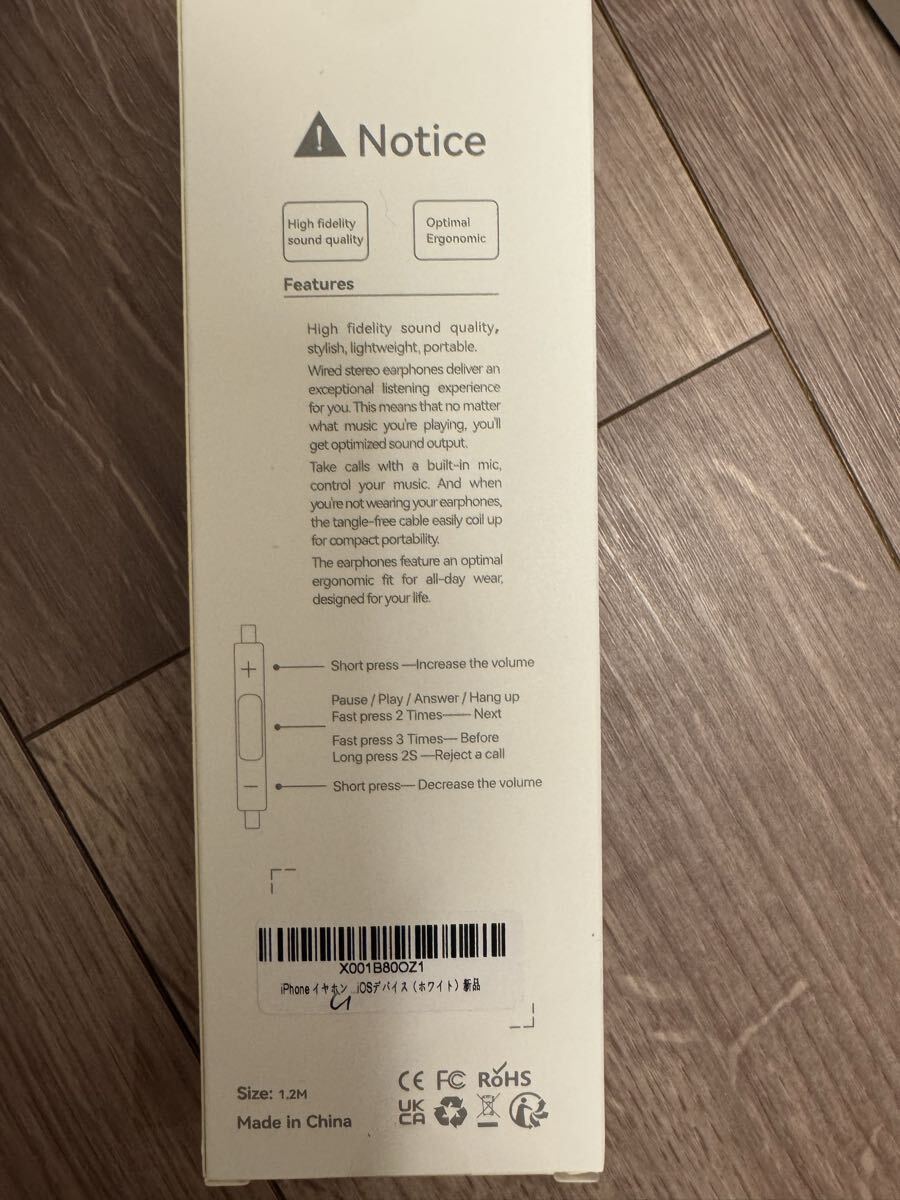 Notice
High fidelity
sound quality
Optimal
Ergonomic
Features
High fidelity sound quality,
stylish, lightweight, portable.
Wired stereo earphones deliver an
exceptional listening experience
for you. This means that no matter
what music you're playing, you'll
get optimized sound output.
Take calls with a built-in mic,
control your music. And when
you're not wearing your earphones,
the tangle-free cable easily coil up
for compact portability.
The earphones feature an optimal
ergonomic fit for all-day wear,
designed for your life.
+
Short press—Increase the volume
Pause / Play / Answer / Hang up
Fast press 2 Times—— Next
Fast press 3 Times— Before
Long press 2S —Reject a call
−
Short press— Decrease the volume
X001B80OZ1
iPhone イヤホン ...iOSデバイス（ホワイト）新品
Size: 1.2M
Made in China
CE FC RoHS
UK
CA